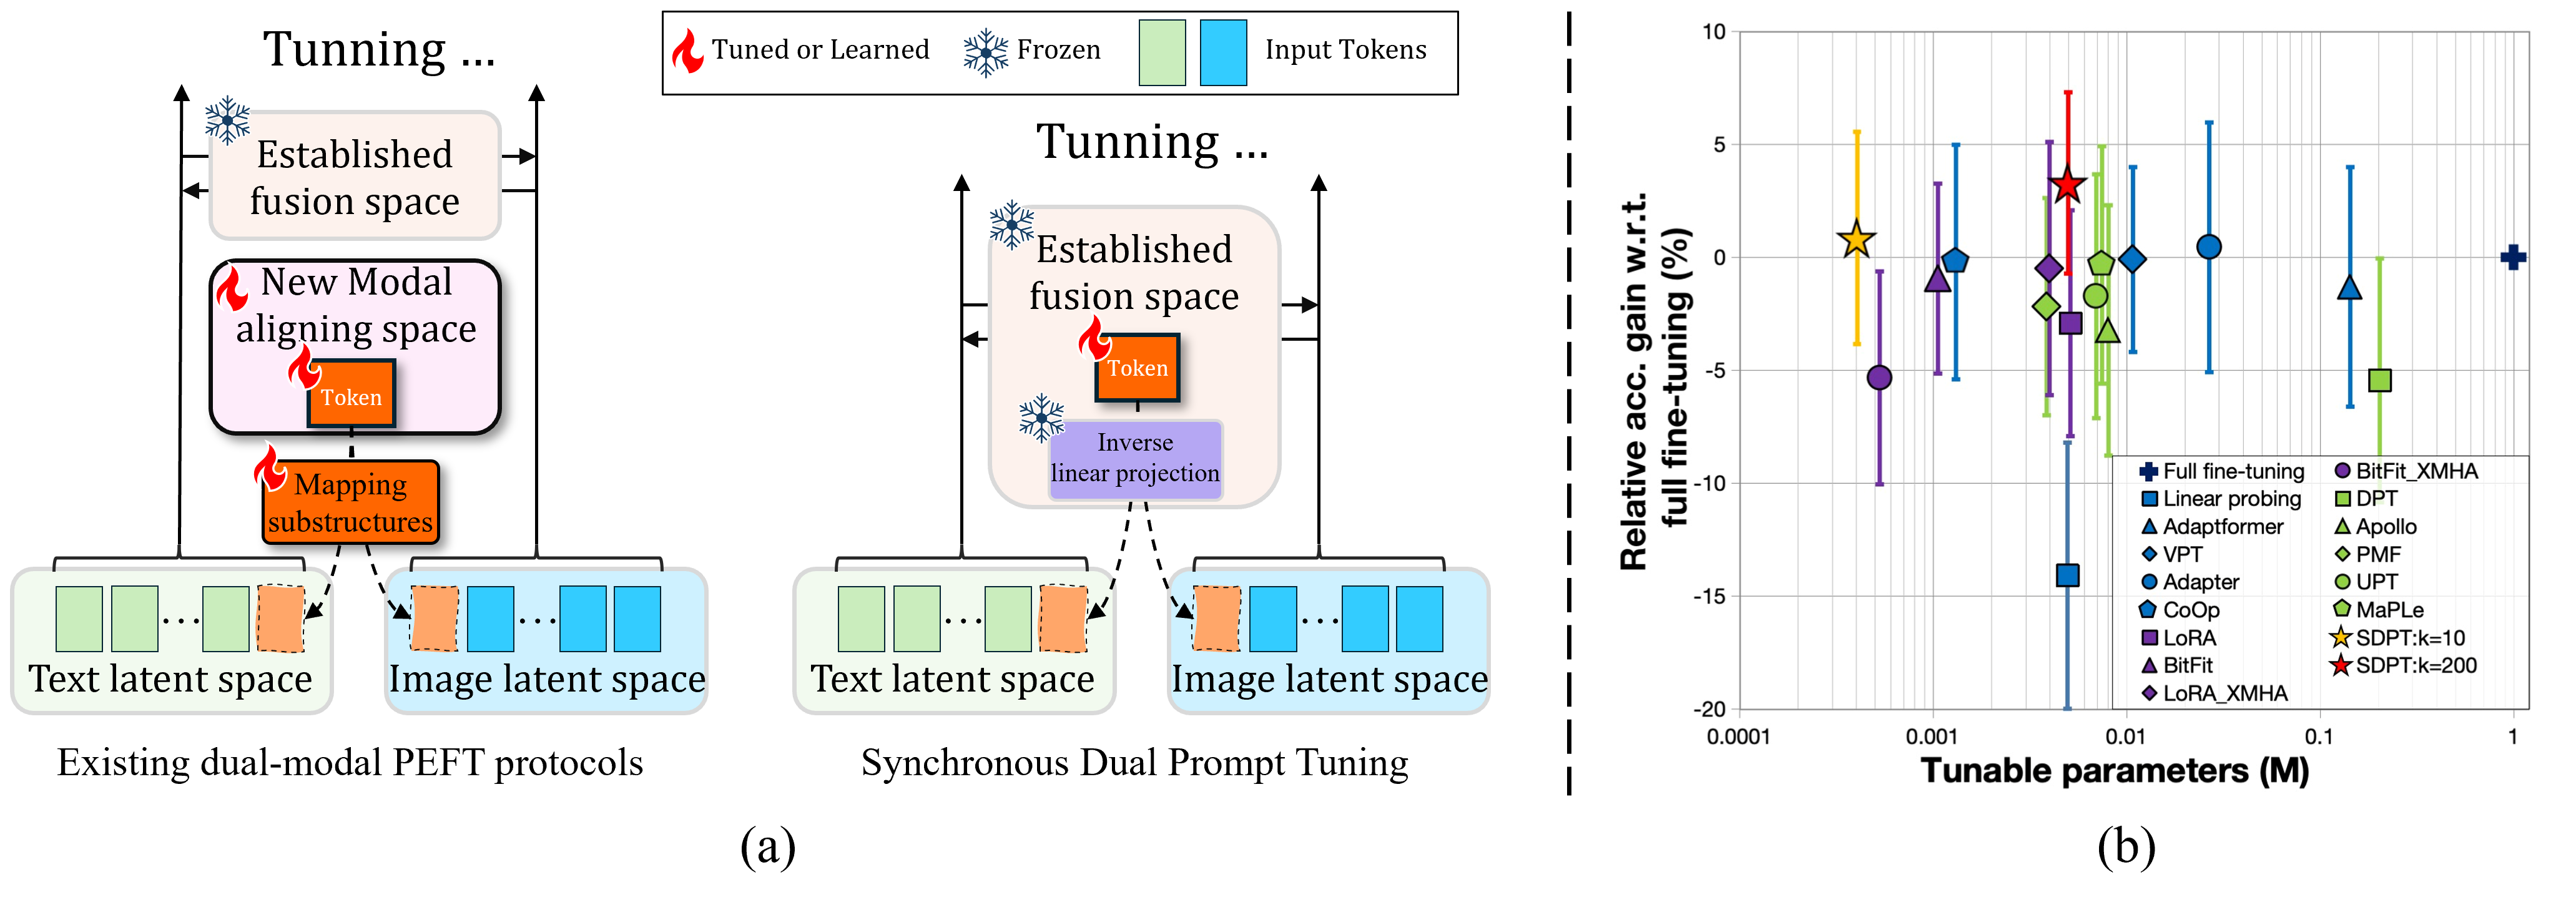 Tunning ...
Established
fusion space
New Modal
aligning space
Token
Mapping
substructures
Text latent space
Image latent space
Existing dual-modal PEFT protocols
Tuned or Learned
Frozen
Input Tokens
Tunning ...
Established
fusion space
Token
Inverse
linear projection
Text latent space
Image latent space
Synchronous Dual Prompt Tuning
(a)
Relative acc. gain w.r.t.
full fine-tuning (%)
10
5
0
-5
-10
-15
-20
0.0001
0.001
0.01
0.1
1
Tunable parameters (M)
Full fine-tuning
Linear probing
Adaptformer
VPT
Adapter
CoOp
LoRA
BitFit
LoRA_XMHA
BitFit_XMHA
DPT
Apollo
PMF
UPT
MaPLe
SDPT:k=10
SDPT:k=200
(b)